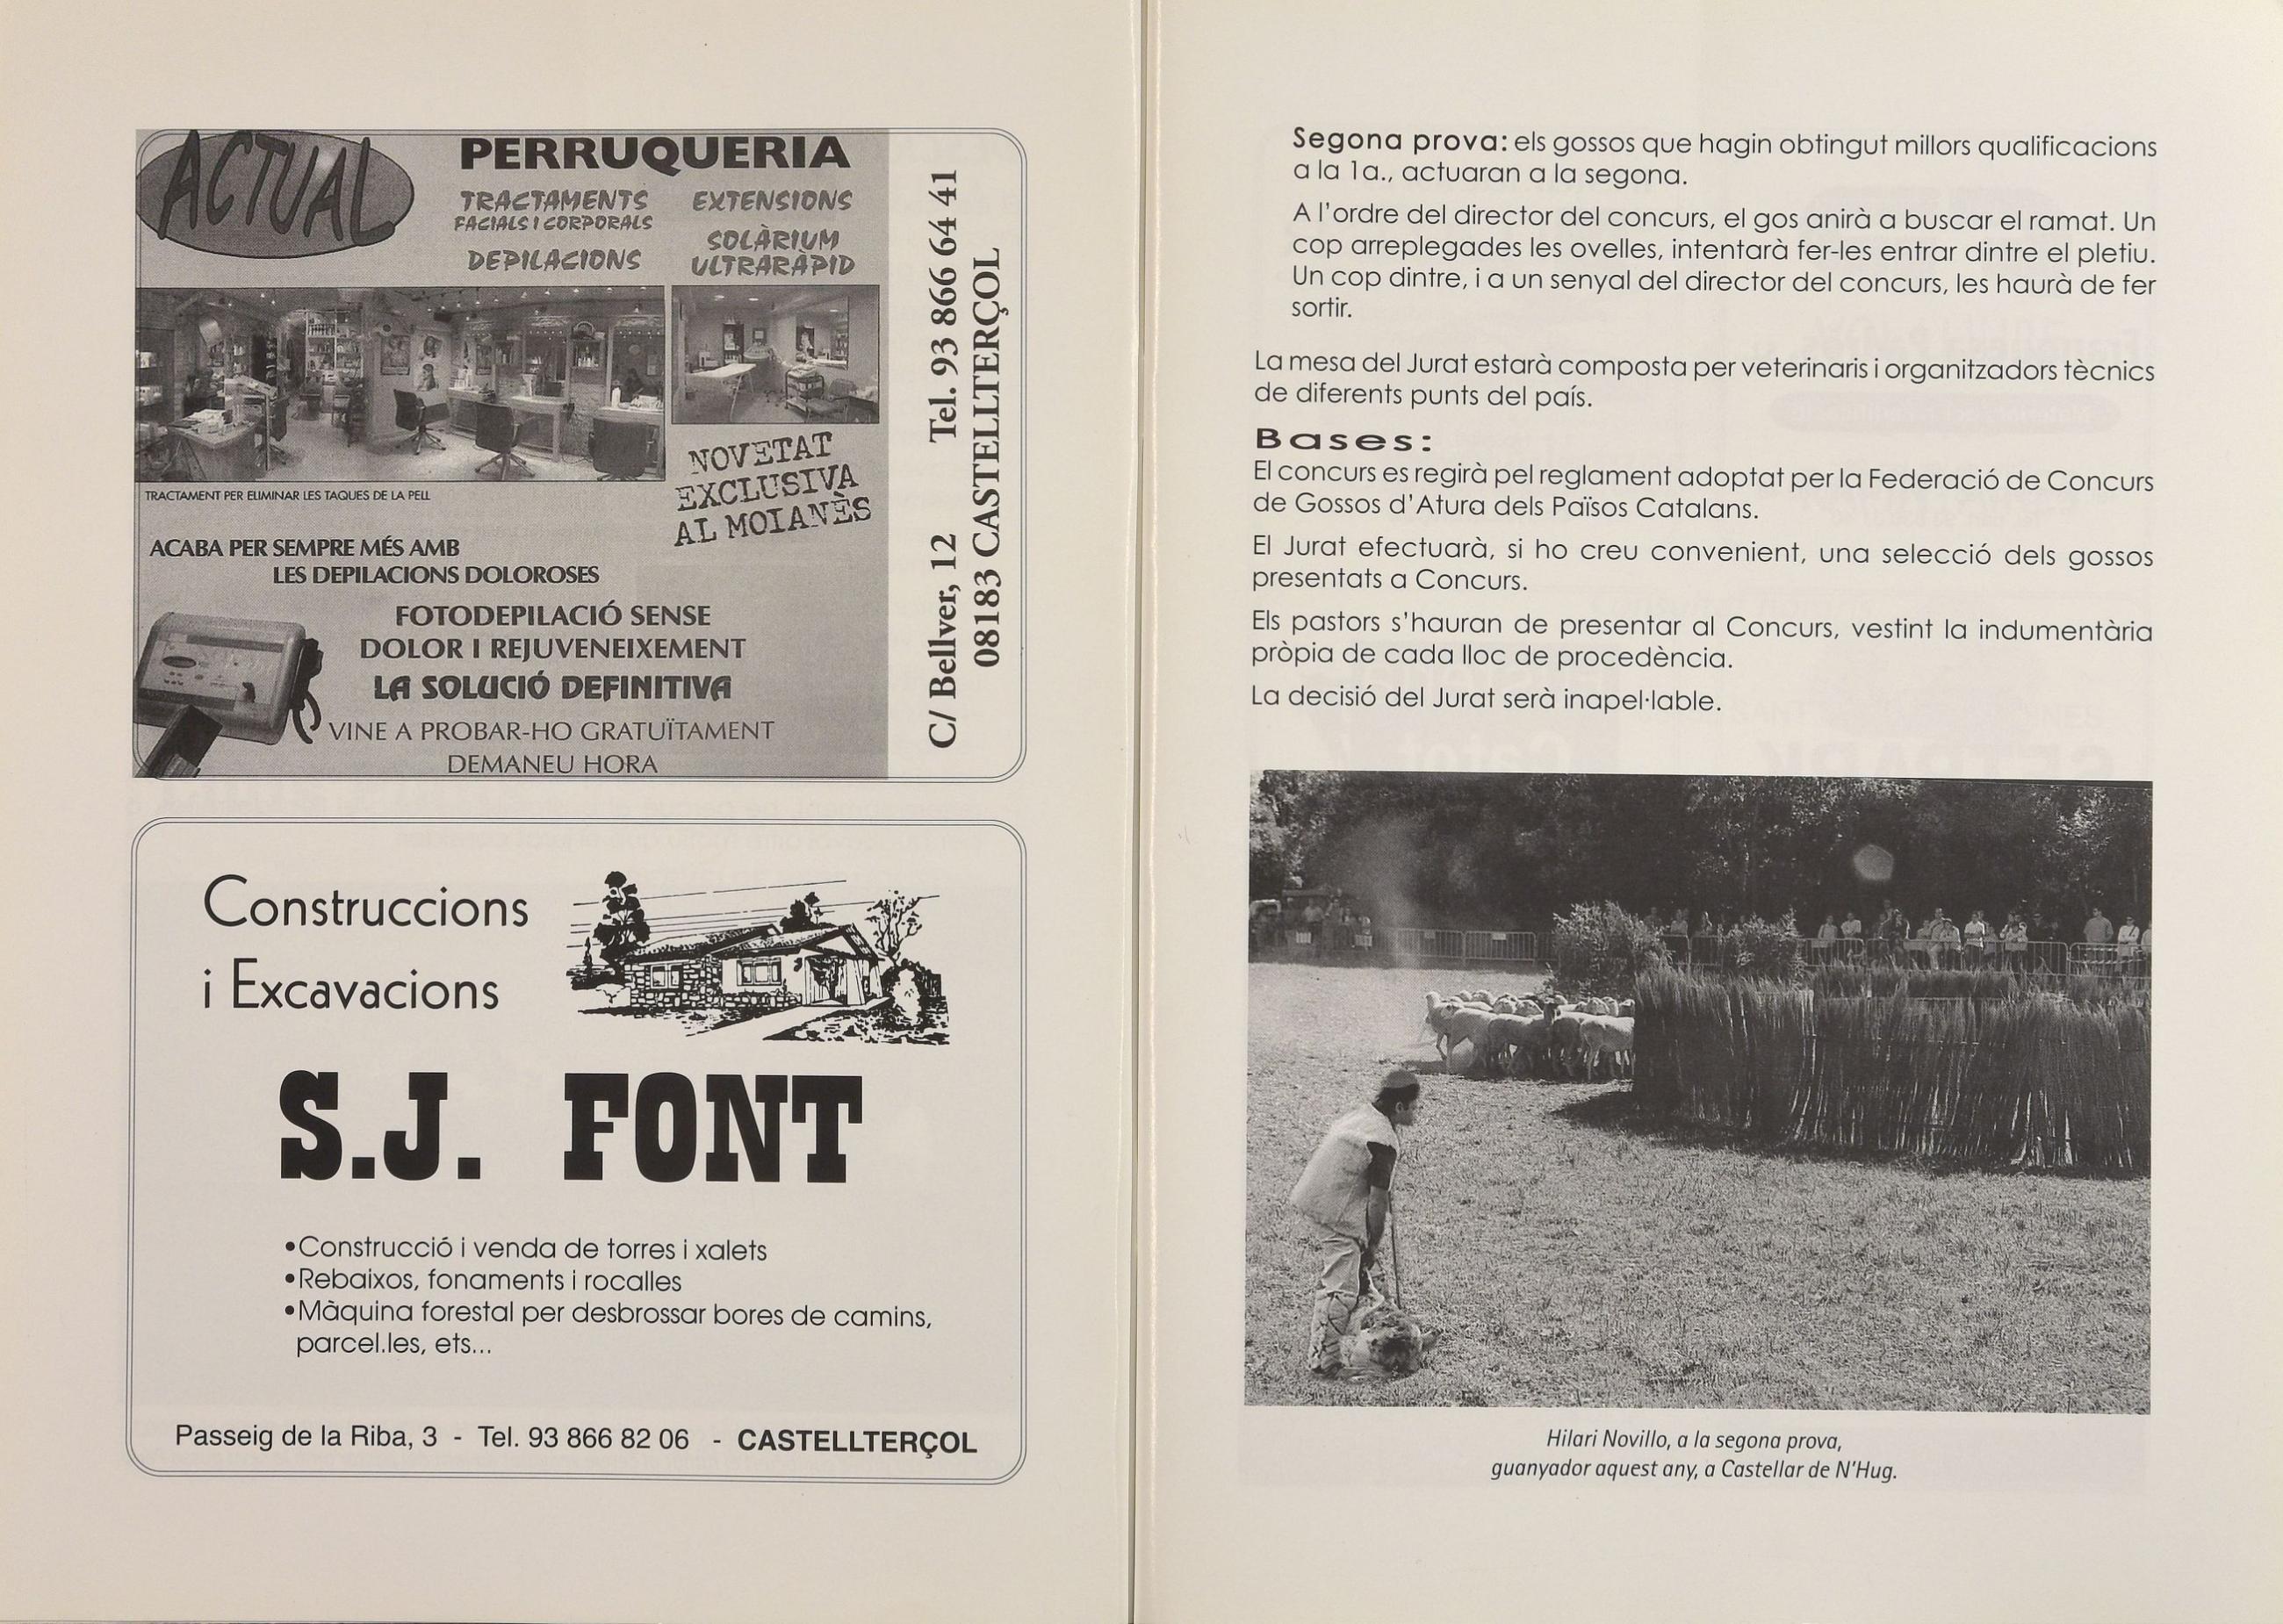 ACTUAL
PERRUQUERIA
TRACTAMENTS
FACIALS I CORPORALS
DEPILACIONS
EXTENSIONS
SOLÀRIUM
ULTRARÀPID
TRACTAMENT PER ELIMINAR LES TAQUES DE LA PELL
NOVETAT
EXCLUSIVA
AL MOIANÈS
ACABA PER SEMPRE MÉS AMB
LES DEPILACIONS DOLOROSES
FOTODEPILACIÓ SENSE
DOLOR I REJUVENEIXEMENT
LA SOLUCIÓ DEFINITIVA
VINE A PROBAR-HO GRATUÏTAMENT
DEMANEU HORA
C/ Bellver, 12 Tel. 93 866 64 41
08183 CASTELLTERÇOL
Construccions
i Excavacions
S.J. FONT
•Construcció i venda de torres i xalets
•Rebaixos, fonaments i rocalles
•Màquina forestal per desbrossar bores de camins,
parcel.les, ets...
Passeig de la Riba, 3 - Tel. 93 866 82 06 - CASTELLTERÇOL
Segona prova: els gossos que hagin obtingut millors qualificacions
a la 1a., actuaran a la segona.
A l'ordre del director del concurs, el gos anirà a buscar el ramat. Un
cop arreplegades les ovelles, intentarà fer-les entrar dintre el pletiu.
Un cop dintre, i a un senyal del director del concurs, les haurà de fer
sortir.
La mesa del Jurat estarà composta per veterinaris i organitzadors tècnics
de diferents punts del país.
Bases:
El concurs es regirà pel reglament adoptat per la Federació de Concurs
de Gossos d'Atura dels Països Catalans.
El Jurat efectuarà, si ho creu convenient, una selecció dels gossos
presentats a Concurs.
Els pastors s'hauran de presentar al Concurs, vestint la indumentària
pròpia de cada lloc de procedència.
La decisió del Jurat serà inapel·lable.
Hilari Novillo, a la segona prova,
guanyador aquest any, a Castellar de N'Hug.